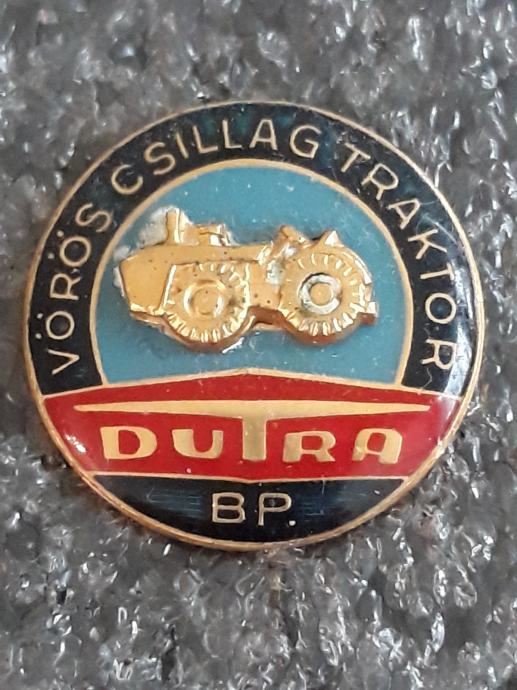 VÖRÖS CSILLAG TRAKTOR
DUTRA
BP.